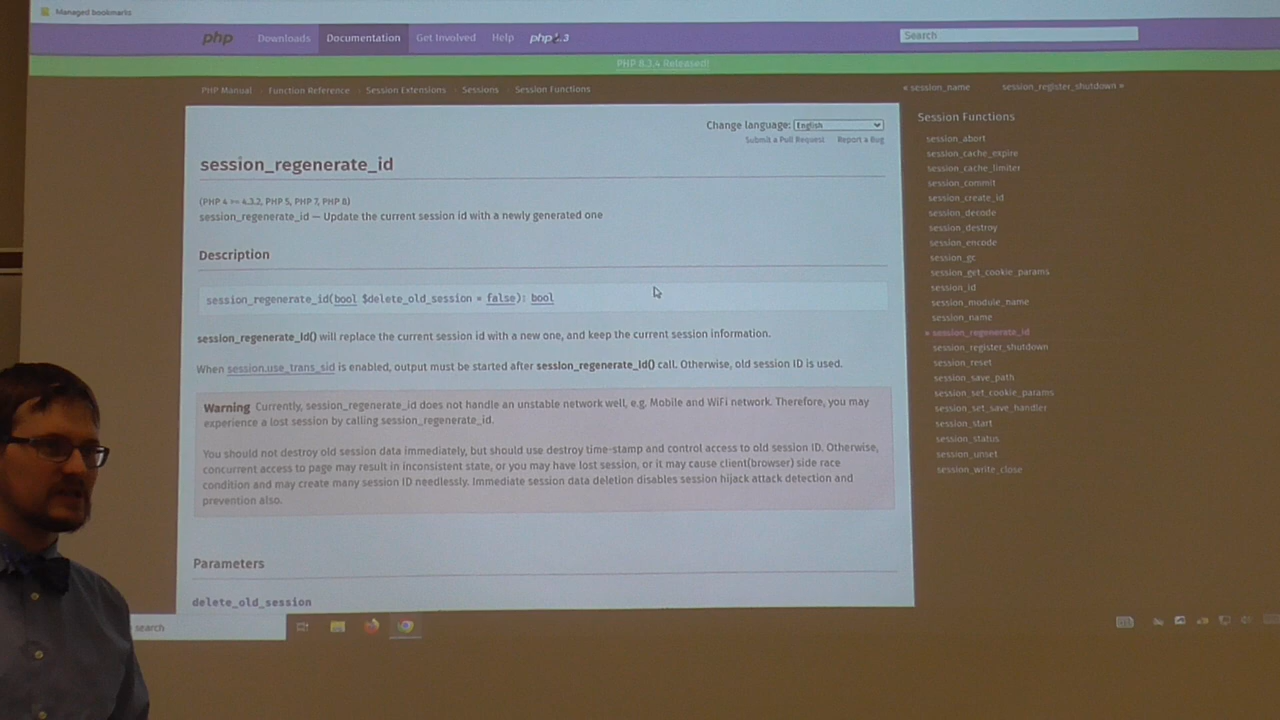 Managed bookmarks
php Downloads Documentation Get Involved Help php8.3
Search
PHP 8.3.4 Released!
PHP Manual › Function Reference › Session Extensions › Sessions › Session Functions
« session_name session_register_shutdown »
Change language: English
Submit a Pull Request Report a Bug
session_regenerate_id
(PHP 4 >= 4.3.2, PHP 5, PHP 7, PHP 8)
session_regenerate_id — Update the current session id with a newly generated one
Description
session_regenerate_id(bool $delete_old_session = false): bool
session_regenerate_id() will replace the current session id with a new one, and keep the current session information.
When session.use_trans_sid is enabled, output must be started after session_regenerate_id() call. Otherwise, old session ID is used.
Warning Currently, session_regenerate_id does not handle an unstable network well, e.g. Mobile and WiFi network. Therefore, you may
experience a lost session by calling session_regenerate_id.
You should not destroy old session data immediately, but should use destroy time-stamp and control access to old session ID. Otherwise,
concurrent access to page may result in inconsistent state, or you may have lost session, or it may cause client(browser) side race
condition and may create many session ID needlessly. Immediate session data deletion disables session hijack attack detection and
prevention also.
Parameters
delete_old_session
Session Functions
session_abort
session_cache_expire
session_cache_limiter
session_commit
session_create_id
session_decode
session_destroy
session_encode
session_gc
session_get_cookie_params
session_id
session_module_name
session_name
» session_regenerate_id
session_register_shutdown
session_reset
session_save_path
session_set_cookie_params
session_set_save_handler
session_start
session_status
session_unset
session_write_close
search